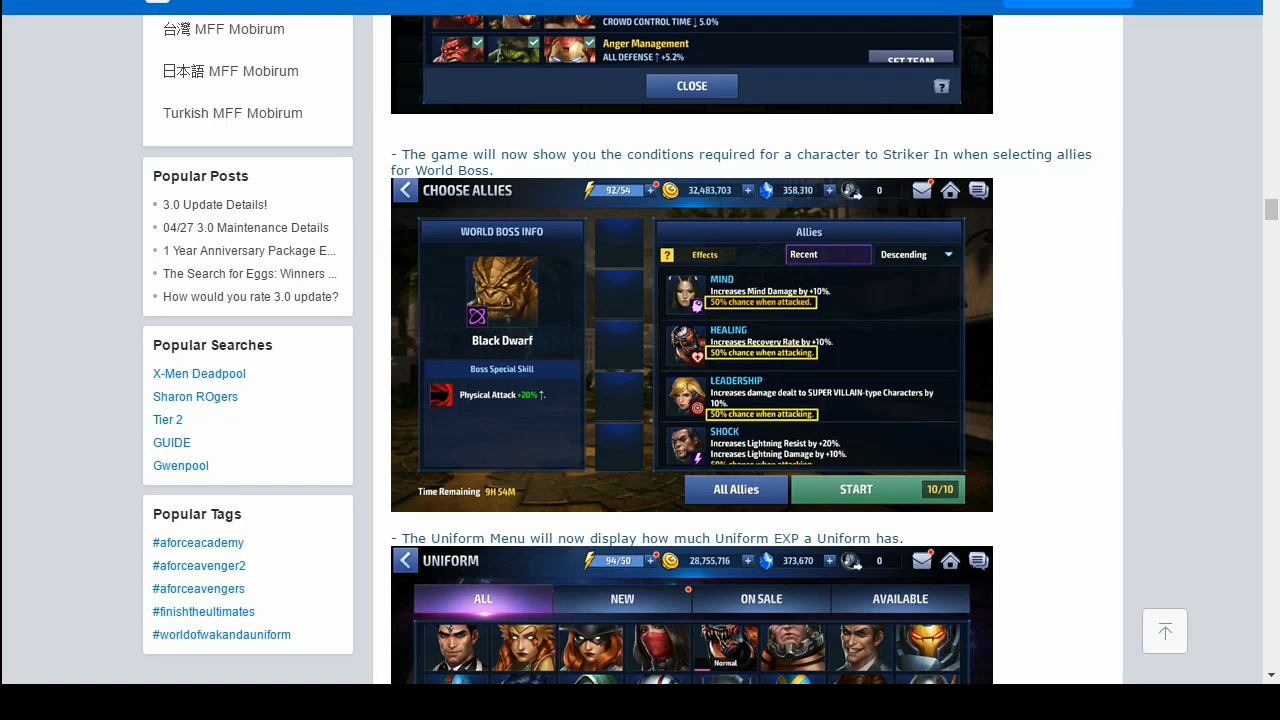 台灣 MFF Mobirum
日本語 MFF Mobirum
Turkish MFF Mobirum
Popular Posts
3.0 Update Details!
04/27 3.0 Maintenance Details
1 Year Anniversary Package E...
The Search for Eggs: Winners ...
How would you rate 3.0 update?
Popular Searches
X-Men Deadpool
Sharon ROgers
Tier 2
GUIDE
Gwenpool
Popular Tags
#aforceacademy
#aforceavenger2
#aforceavengers
#finishtheultimates
#worldofwakandauniform
CROWD CONTROL TIME ↓ 5.0%
Anger Management
ALL DEFENSE ↑ +5.2%
SET TEAM
CLOSE
- The game will now show you the conditions required for a character to Striker In when selecting allies
for World Boss.
CHOOSE ALLIES
92/54
32,483,703
358,310
0
WORLD BOSS INFO
Black Dwarf
Boss Special Skill
Physical Attack +20% ↑.
Time Remaining 9H 54M
Allies
? Effects
Recent
Descending
MIND
Increases Mind Damage by +10%.
50% chance when attacked.
HEALING
Increases Recovery Rate by +10%.
50% chance when attacking.
LEADERSHIP
Increases damage dealt to SUPER VILLAIN-type Characters by
10%.
50% chance when attacking.
SHOCK
Increases Lightning Resist by +20%.
Increases Lightning Damage by +10%.
50% chance when attacking.
All Allies
START
10/10
- The Uniform Menu will now display how much Uniform EXP a Uniform has.
UNIFORM
94/50
28,755,716
373,670
0
ALL
NEW
ON SALE
AVAILABLE
Normal